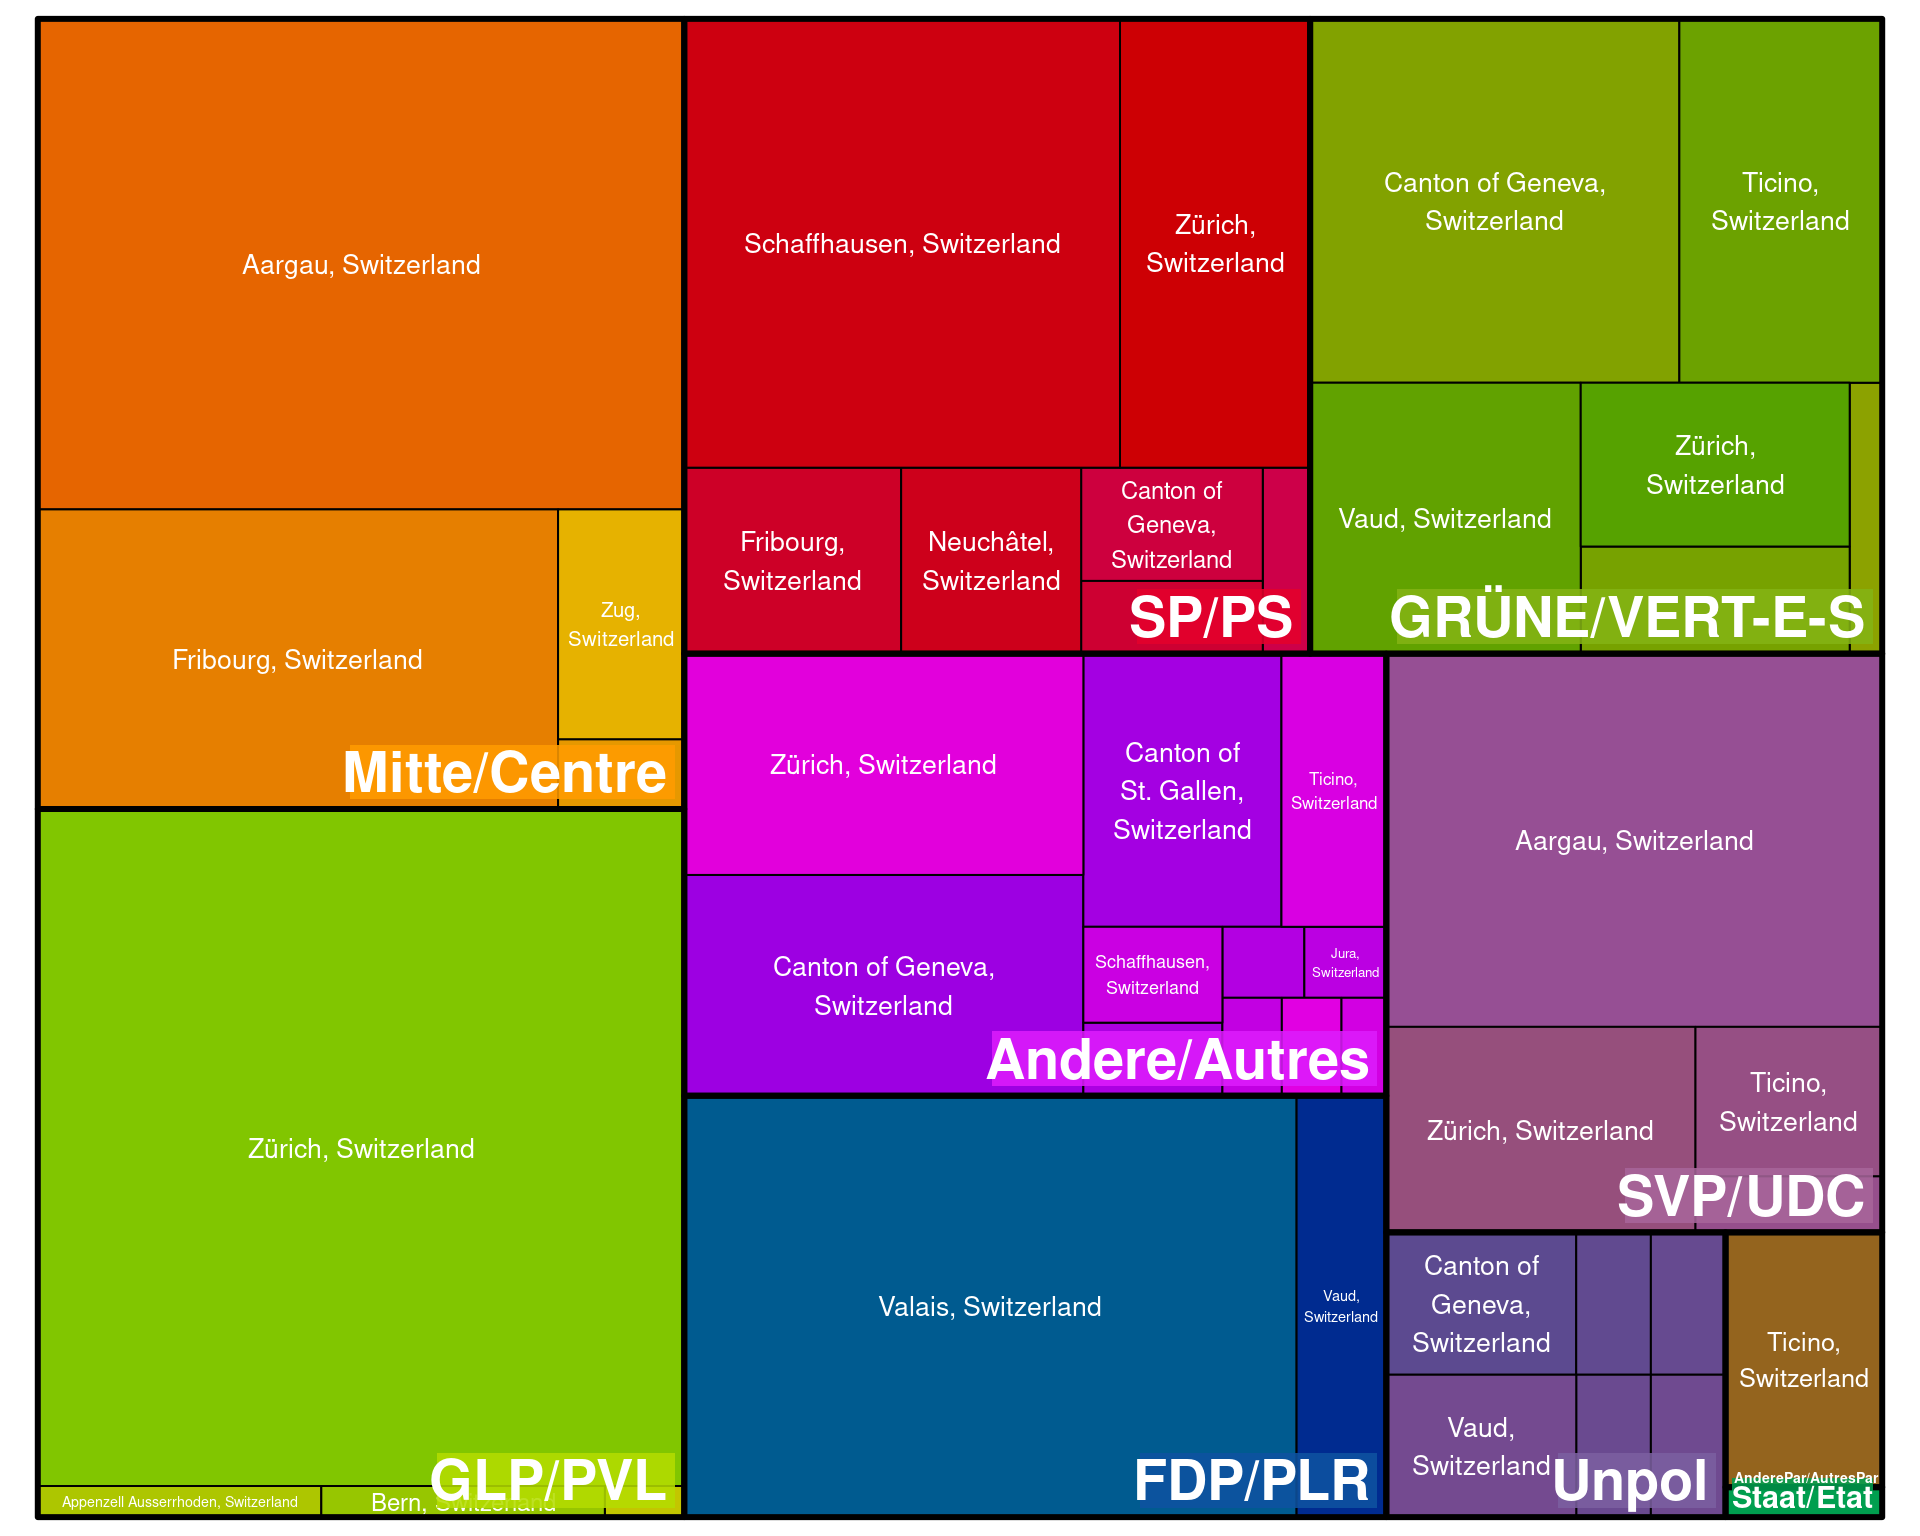 Aargau, Switzerland
Fribourg, Switzerland
Zug,
Switzerland
Mitte/Centre
Zürich, Switzerland
Appenzell Ausserrhoden, Switzerland
Bern, Switzerland
GLP/PVL
Schaffhausen, Switzerland
Zürich,
Switzerland
Fribourg,
Switzerland
Neuchâtel,
Switzerland
Canton of
Geneva,
Switzerland
SP/PS
Canton of Geneva,
Switzerland
Ticino,
Switzerland
Vaud, Switzerland
Zürich,
Switzerland
GRÜNE/VERT-E-S
Zürich, Switzerland
Canton of Geneva,
Switzerland
Canton of
St. Gallen,
Switzerland
Ticino,
Switzerland
Schaffhausen,
Switzerland
Jura,
Switzerland
Andere/Autres
Valais, Switzerland
Vaud,
Switzerland
FDP/PLR
Aargau, Switzerland
Zürich, Switzerland
Ticino,
Switzerland
SVP/UDC
Canton of
Geneva,
Switzerland
Vaud,
Switzerland
Unpol
Ticino,
Switzerland
AnderePar/AutresPar
Staat/Etat